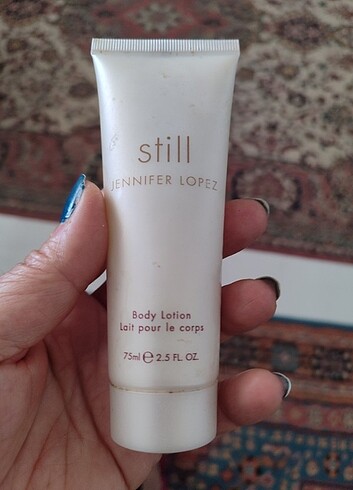 still
JENNIFER LOPEZ
Body Lotion
Lait pour le corps
75ml ℮ 2.5 FL. OZ.